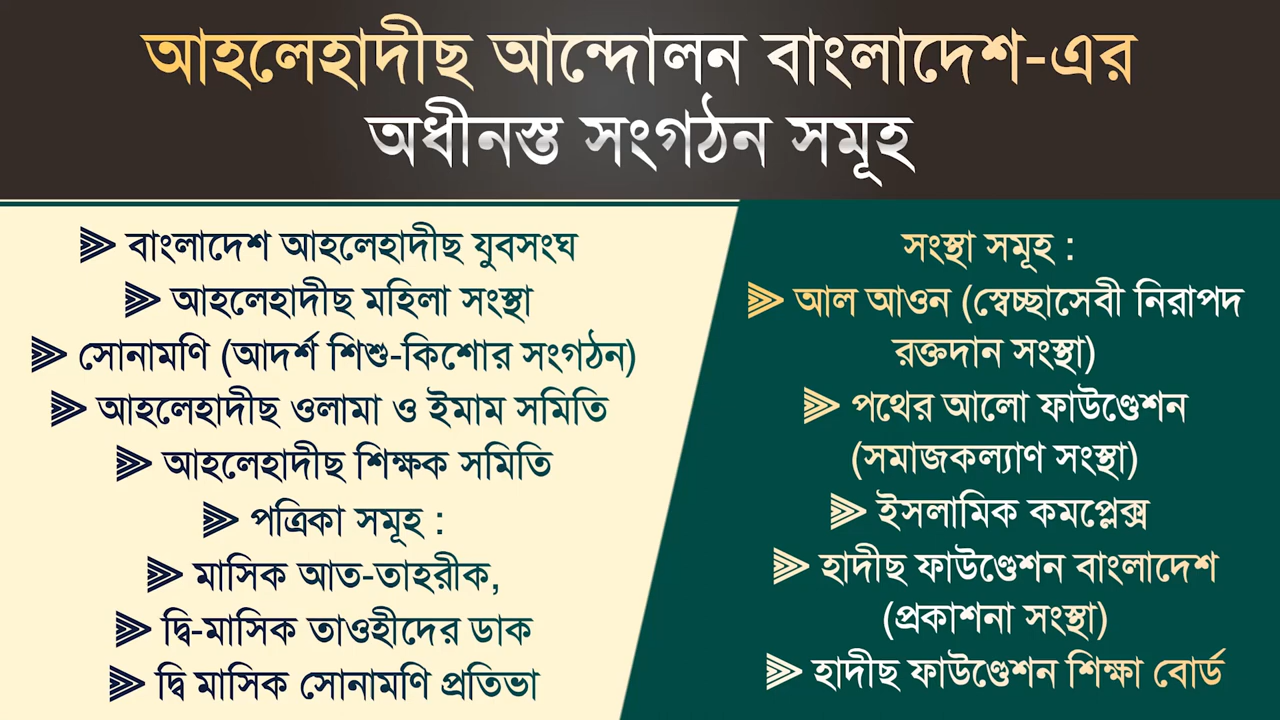 আহলেহাদীছ আন্দোলন বাংলাদেশ-এর
অধীনস্ত সংগঠন সমূহ
বাংলাদেশ আহলেহাদীছ যুবসংঘ
আহলেহাদীছ মহিলা সংস্থা
সোনামণি (আদর্শ শিশু-কিশোর সংগঠন)
আহলেহাদীছ ওলামা ও ইমাম সমিতি
আহলেহাদীছ শিক্ষক সমিতি
পত্রিকা সমূহ :
মাসিক আত-তাহরীক,
দ্বি-মাসিক তাওহীদের ডাক
দ্বি মাসিক সোনামণি প্রতিভা
সংস্থা সমূহ :
আল আওন (স্বেচ্ছাসেবী নিরাপদ
রক্তদান সংস্থা)
পথের আলো ফাউণ্ডেশন
(সমাজকল্যাণ সংস্থা)
ইসলামিক কমপ্লেক্স
হাদীছ ফাউণ্ডেশন বাংলাদেশ
(প্রকাশনা সংস্থা)
হাদীছ ফাউণ্ডেশন শিক্ষা বোর্ড